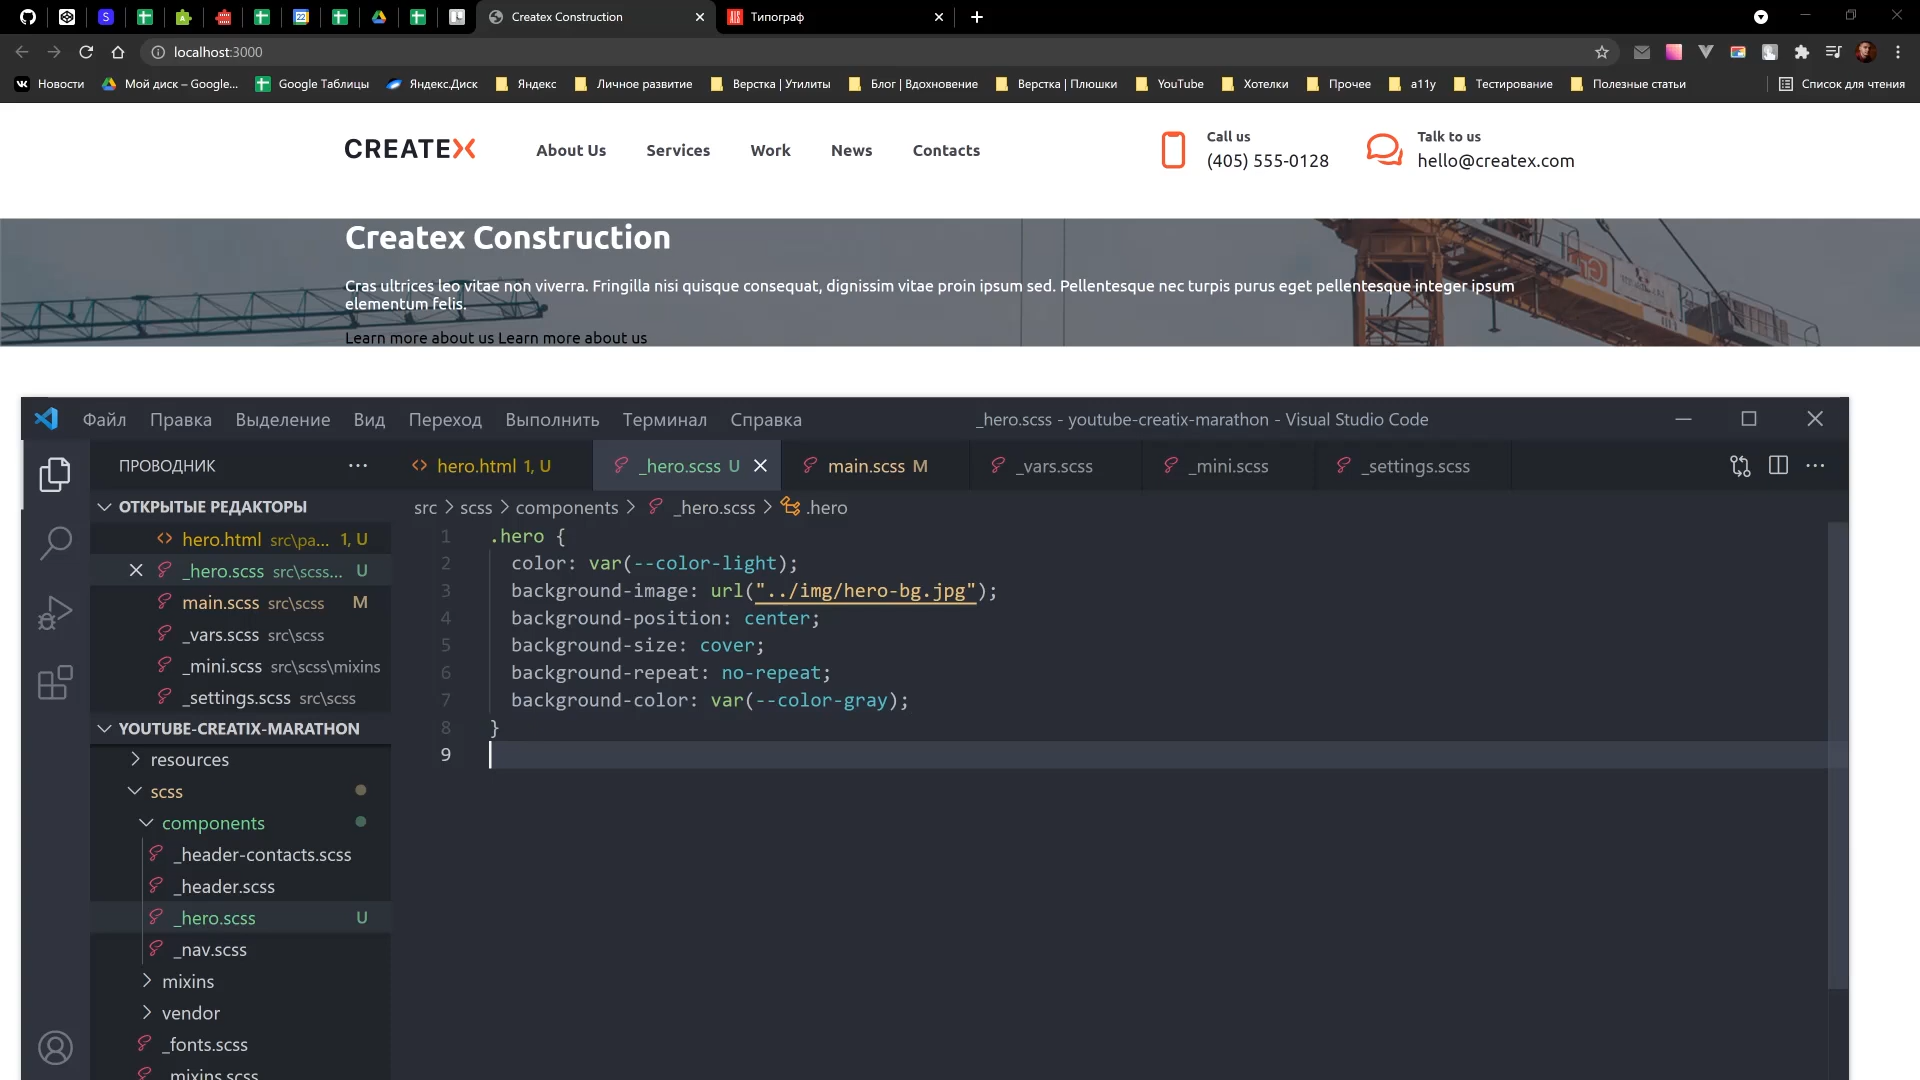 Createx Construction
Типограф
localhost:3000
Новости
Мой диск – Google...
Google Таблицы
Яндекс.Диск
Яндекс
Личное развитие
Верстка | Утилиты
Блог | Вдохновение
Верстка | Плюшки
YouTube
Хотелки
Прочее
a11y
Тестирование
Полезные статьи
Список для чтения
CREATEX
About Us
Services
Work
News
Contacts
Call us
(405) 555-0128
Talk to us
hello@createx.com
Createx Construction
Cras ultrices leo vitae non viverra. Fringilla nisi quisque consequat, dignissim vitae proin ipsum sed. Pellentesque nec turpis purus eget pellentesque integer ipsum
elementum felis.
Learn more about us Learn more about us
Файл
Правка
Выделение
Вид
Переход
Выполнить
Терминал
Справка
_hero.scss - youtube-creatix-marathon - Visual Studio Code
ПРОВОДНИК
hero.html 1, U
_hero.scss U
main.scss M
_vars.scss
_mini.scss
_settings.scss
ОТКРЫТЫЕ РЕДАКТОРЫ
hero.html src\pa... 1, U
_hero.scss src\scss... U
main.scss src\scss M
_vars.scss src\scss
_mini.scss src\scss\mixins
_settings.scss src\scss
YOUTUBE-CREATIX-MARATHON
resources
scss
components
_header-contacts.scss
_header.scss
_hero.scss U
_nav.scss
mixins
vendor
_fonts.scss
_mixins.scss
src > scss > components > _hero.scss > .hero
1 .hero {
2 color: var(--color-light);
3 background-image: url("../img/hero-bg.jpg");
4 background-position: center;
5 background-size: cover;
6 background-repeat: no-repeat;
7 background-color: var(--color-gray);
8 }
9